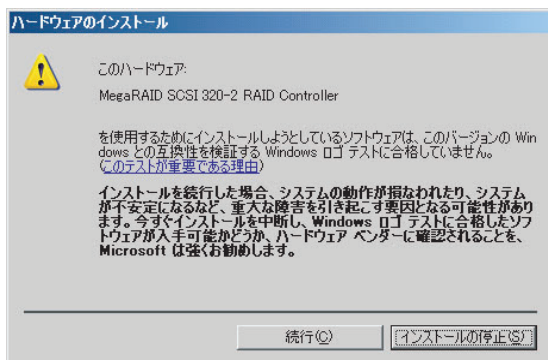 ハードウェアのインストール
このハードウェア:
MegaRAID SCSI 320-2 RAID Controller
を使用するためにインストールしようとしているソフトウェアは、このバージョンの Win
dows との互換性を検証する Windows ロゴ テストに合格していません。
(このテストが重要である理由)
インストールを続行した場合、システムの動作が損なわれたり、システム
が不安定になるなど、重大な障害を引き起こす要因となる可能性があり
ます。今すぐインストールを中断し、Windows ロゴ テストに合格したソフ
トウェアが入手可能かどうか、ハードウェア ベンダーに確認されることを、
Microsoft は強くお勧めします。
続行(C)
インストールの停止(S)